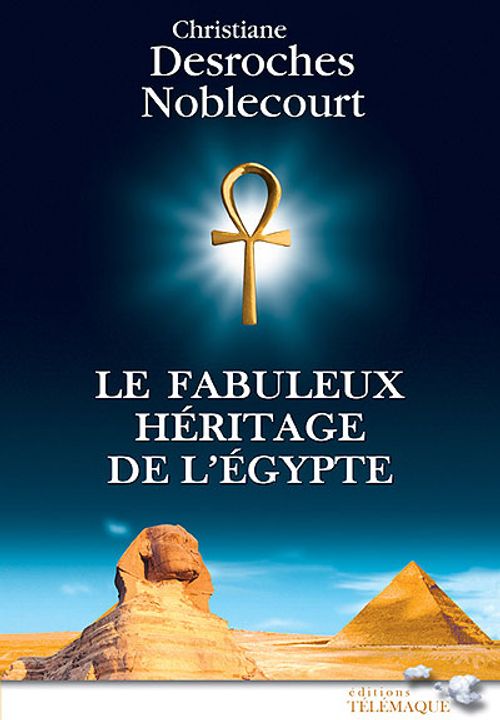 Christiane
Desroches
Noblecourt
LE FABULEUX
HÉRITAGE
DE L'ÉGYPTE
éditions
TÉLÉMAQUE